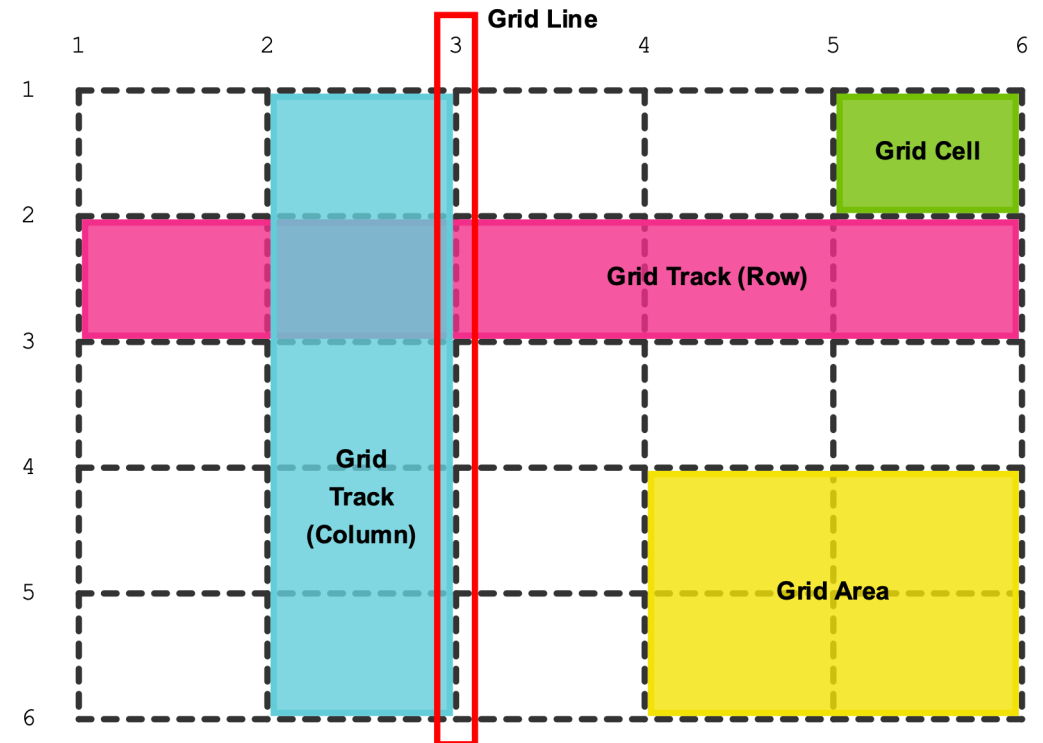 Grid Line
1 2 3 4 5 6
1
Grid Cell
2
Grid Track (Row)
3
4
Grid
Track
(Column)
5
Grid Area
6